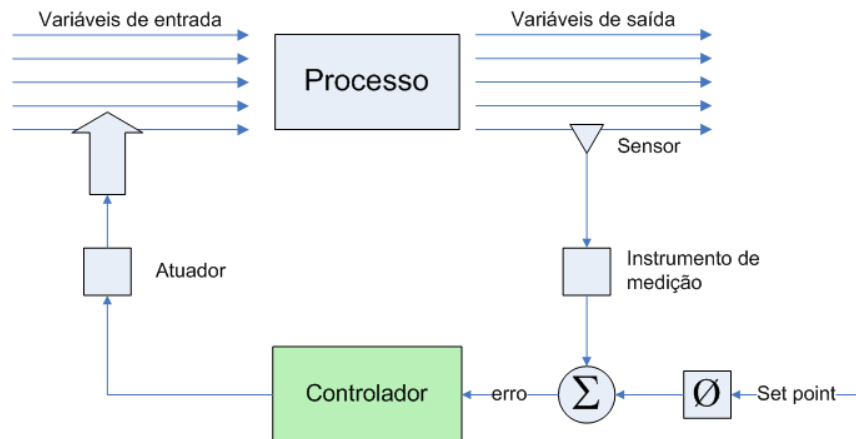 Variáveis de entrada
Variáveis de saída
Processo
Sensor
Atuador
Instrumento de
medição
Controlador
erro
Σ
Ø
Set point